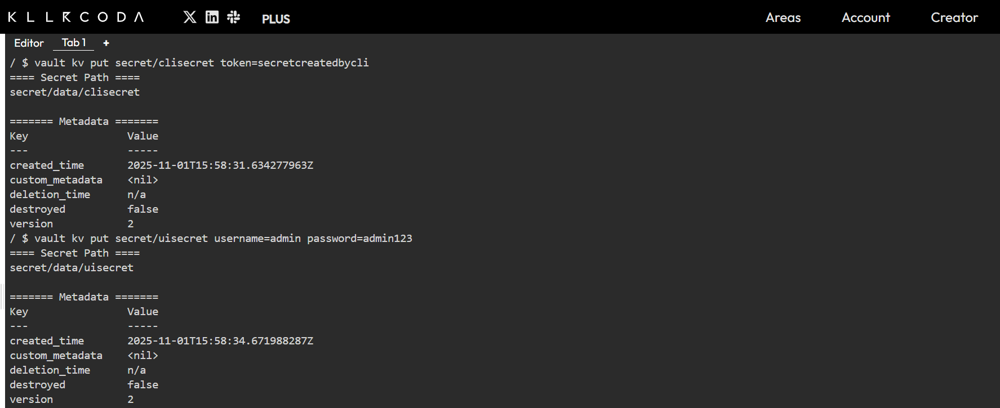 KLLRCODA PLUS Areas Account Creator
Editor Tab 1 +
/ $ vault kv put secret/clisecret token=secretcreatedbycli
==== Secret Path ====
secret/data/clisecret
======= Metadata =======
Key Value
--- -----
created_time 2025-11-01T15:58:31.634277963Z
custom_metadata <nil>
deletion_time n/a
destroyed false
version 2
/ $ vault kv put secret/uisecret username=admin password=admin123
==== Secret Path ====
secret/data/uisecret
======= Metadata =======
Key Value
--- -----
created_time 2025-11-01T15:58:34.671988287Z
custom_metadata <nil>
deletion_time n/a
destroyed false
version 2